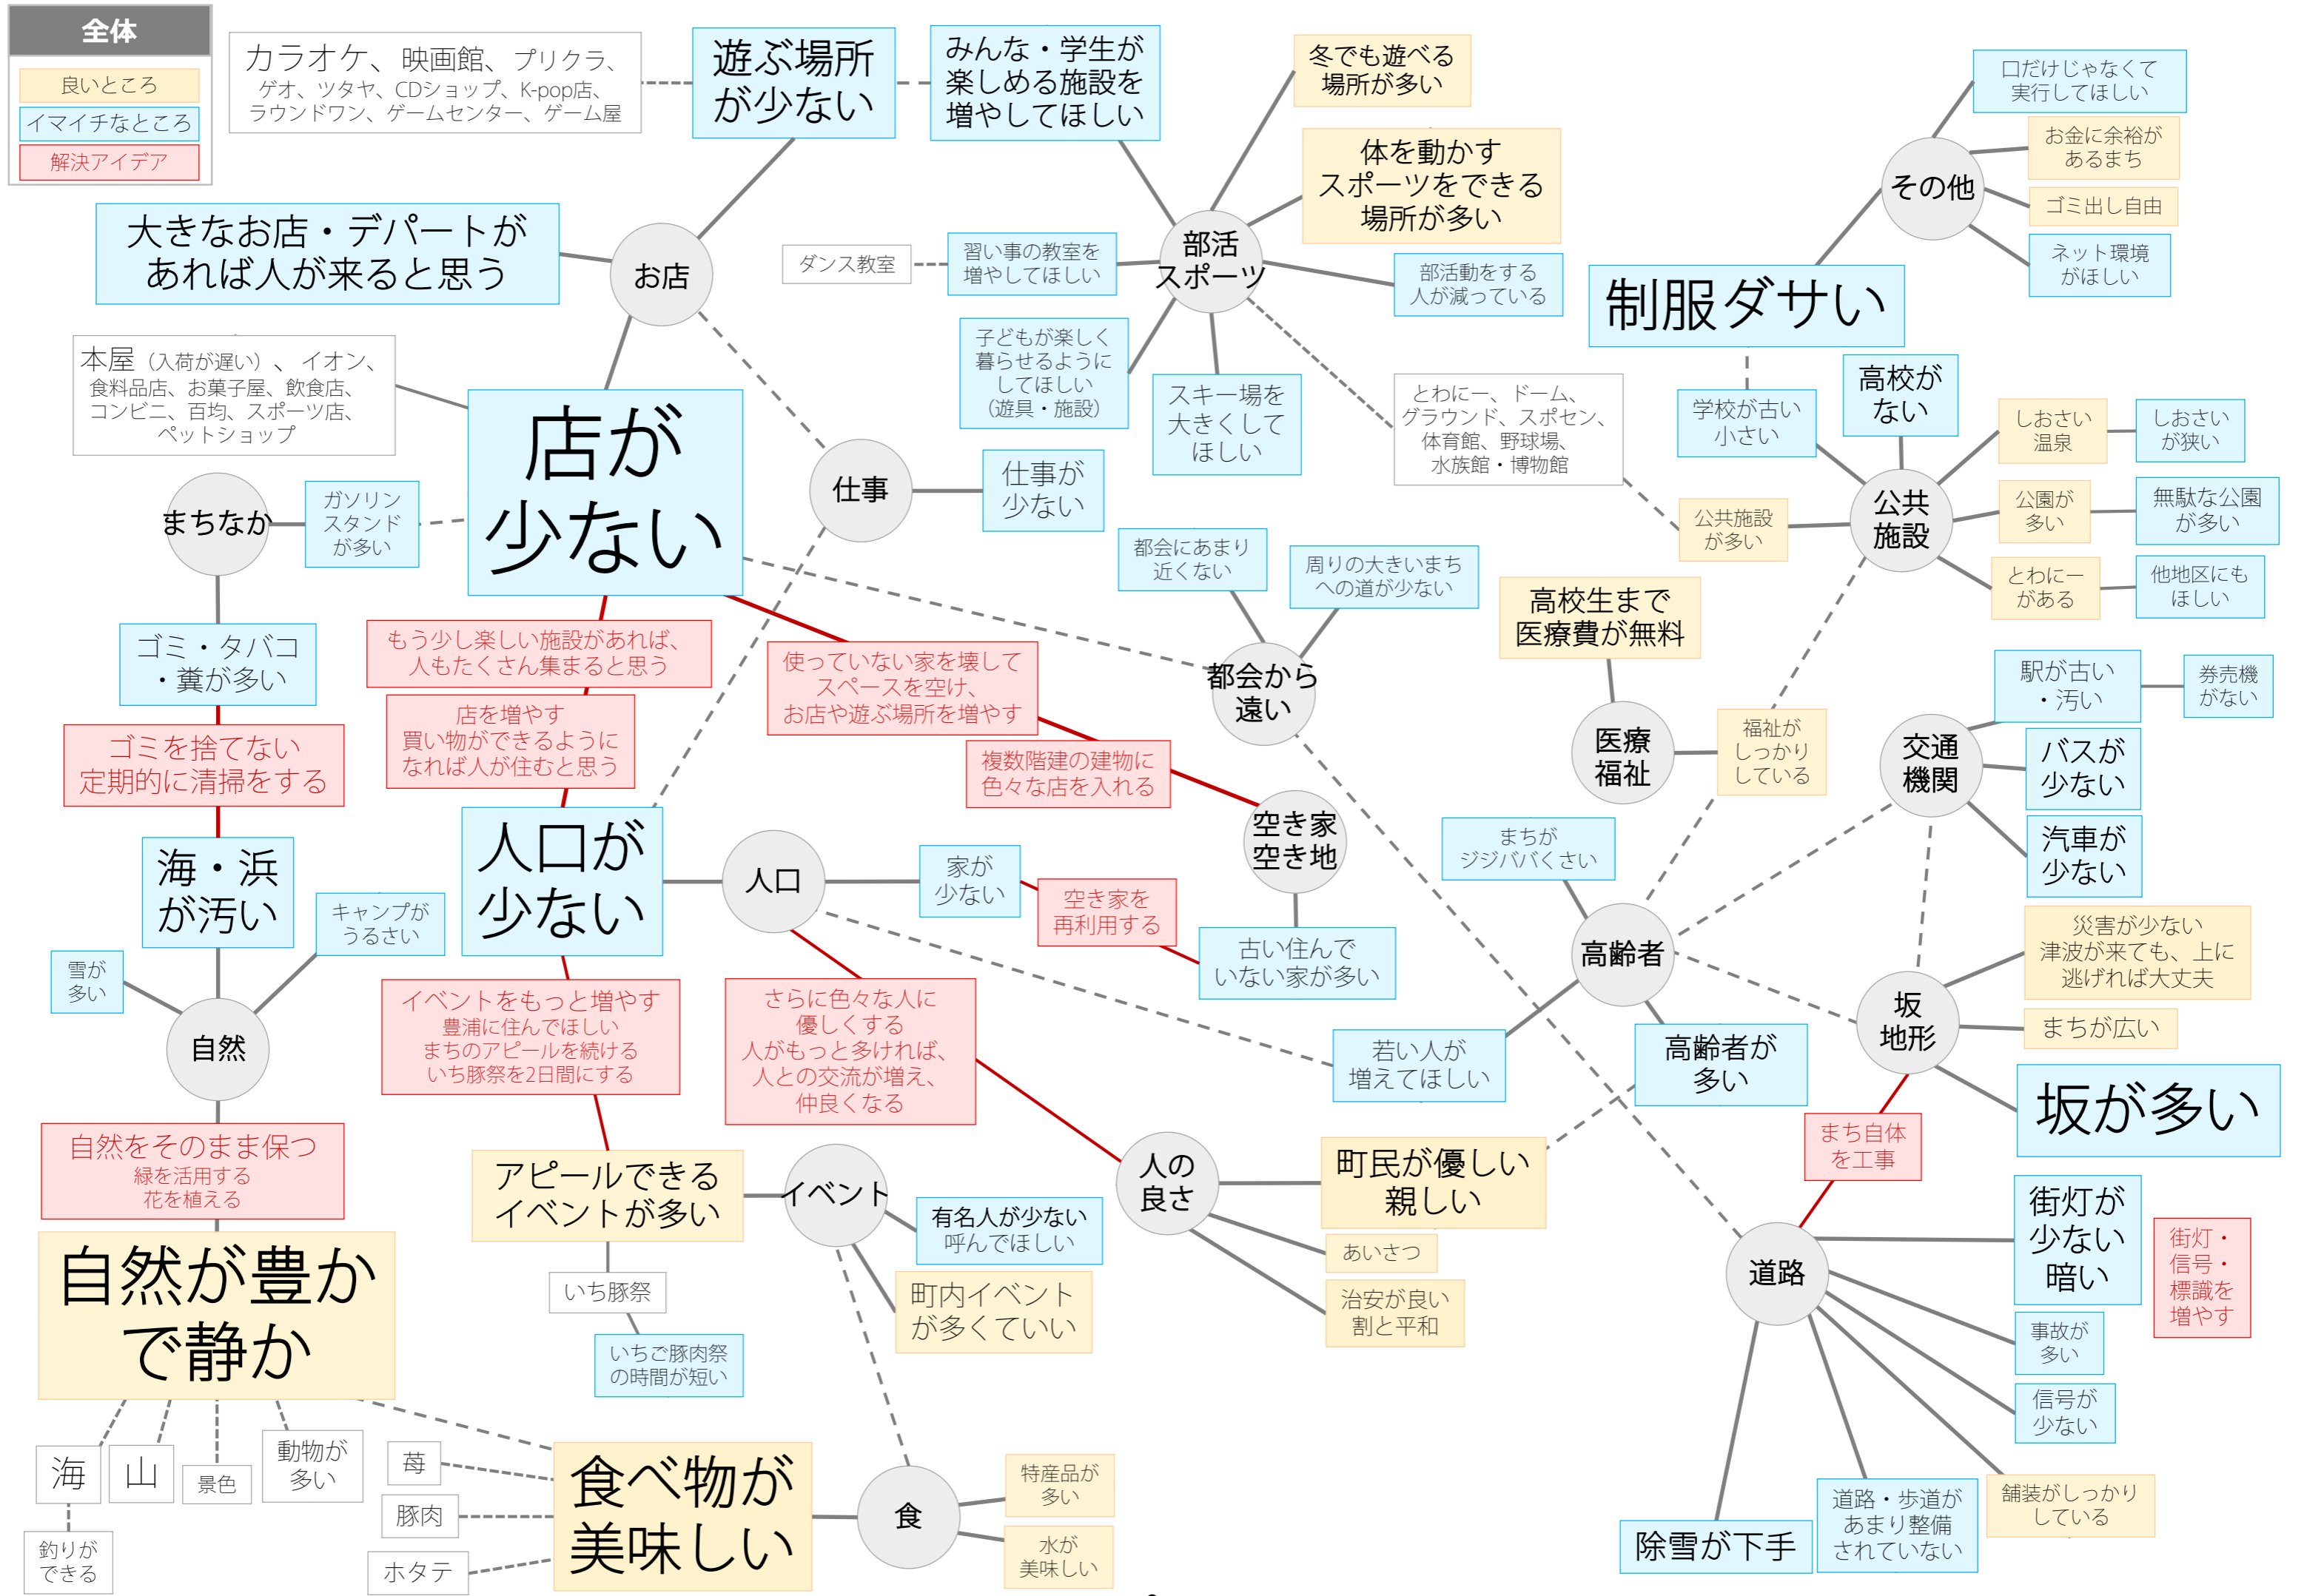 全体
良いところ
イマイチなところ
解決アイデア
カラオケ、映画館、プリクラ、
ゲオ、ツタヤ、CDショップ、K-pop店、
ラウンドワン、ゲームセンター、ゲーム屋
遊ぶ場所
が少ない
みんな・学生が
楽しめる施設を
増やしてほしい
冬でも遊べる
場所が多い
体を動かす
スポーツをできる
場所が多い
口だけじゃなくて
実行してほしい
お金に余裕が
あるまち
その他
ゴミ出し自由
ネット環境
がほしい
大きなお店・デパートが
あれば人が来ると思う
お店
ダンス教室
習い事の教室を
増やしてほしい
部活
スポーツ
部活動をする
人が減っている
制服ダサい
子どもが楽しく
暮らせるように
してほしい
（遊具・施設）
スキー場を
大きくして
ほしい
とわにー、ドーム、
グラウンド、スポセン、
体育館、野球場、
水族館・博物館
学校が古い
小さい
高校が
ない
しおさい
温泉
しおさい
が狭い
本屋（入荷が遅い）、イオン、
食料品店、お菓子屋、飲食店、
コンビニ、百均、スポーツ店、
ペットショップ
店が
少ない
仕事
仕事が
少ない
まちなか
ガソリン
スタンド
が多い
公共施設
が多い
公共
施設
公園が
多い
無駄な公園
が多い
とわにー
がある
他地区にも
ほしい
都会にあまり
近くない
周りの大きいまち
への道が少ない
都会から
遠い
高校生まで
医療費が無料
医療
福祉
福祉が
しっかり
している
駅が古い
・汚い
券売機
がない
交通
機関
バスが
少ない
汽車が
少ない
ゴミ・タバコ
・糞が多い
ゴミを捨てない
定期的に清掃をする
海・浜
が汚い
キャンプが
うるさい
雪が
多い
自然
もう少し楽しい施設があれば、
人もたくさん集まると思う
店を増やす
買い物ができるように
なれば人が住むと思う
使っていない家を壊して
スペースを空け、
お店や遊ぶ場所を増やす
複数階建の建物に
色々な店を入れる
空き家
空き地
人口が
少ない
人口
家が
少ない
空き家を
再利用する
古い住んで
いない家が多い
まちが
ジジババくさい
高齢者
若い人が
増えてほしい
高齢者が
多い
災害が少ない
津波が来ても、上に
逃げれば大丈夫
坂
地形
まちが広い
坂が多い
まち自体
を工事
イベントをもっと増やす
豊浦に住んでほしい
まちのアピールを続ける
いち豚祭を2日間にする
さらに色々な人に
優しくする
人がもっと多ければ、
人との交流が増え、
仲良くなる
自然をそのまま保つ
緑を活用する
花を植える
自然が豊か
で静か
アピールできる
イベントが多い
イベント
有名人が少ない
呼んでほしい
いち豚祭
町内イベント
が多くていい
いちご豚肉祭
の時間が短い
人の
良さ
町民が優しい
親しい
あいさつ
治安が良い
割と平和
道路
街灯が
少ない
暗い
街灯・
信号・
標識を
増やす
事故が
多い
信号が
少ない
舗装がしっかり
している
道路・歩道が
あまり整備
されていない
除雪が下手
海
山
景色
動物が
多い
釣りが
できる
苺
豚肉
ホタテ
食べ物が
美味しい
食
特産品が
多い
水が
美味しい